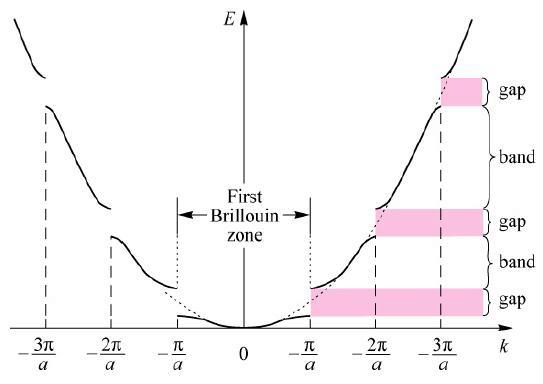 E
gap
band
First
Brillouin
zone
gap
band
gap
-3π/a -2π/a -π/a 0 -π/a -2π/a -3π/a k